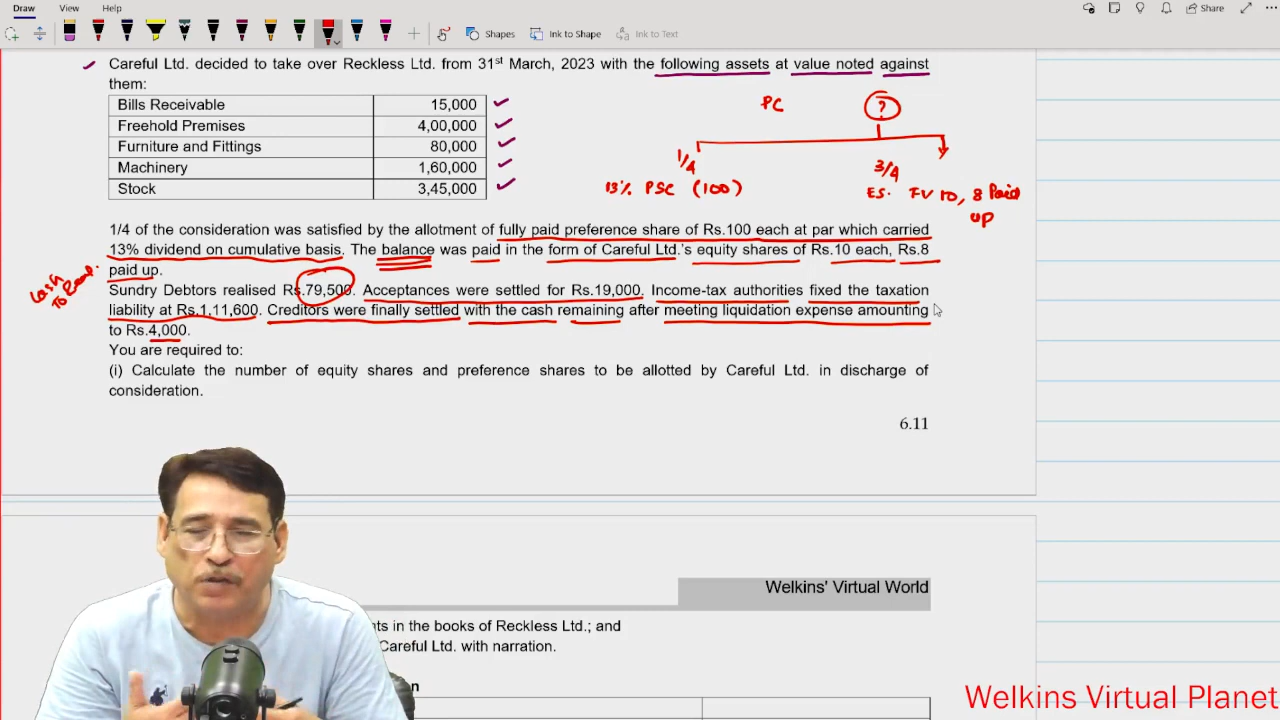 Draw View Help
Share
Shapes Ink to Shape Ink to Text
Careful Ltd. decided to take over Reckless Ltd. from 31st March, 2023 with the following assets at value noted against
them:
Bills Receivable 15,000
Freehold Premises 4,00,000
Furniture and Fittings 80,000
Machinery 1,60,000
Stock 3,45,000
PC ?
1/4 3/4
13% PSC (100) ES. FV 10, 8 Paid
up
1/4 of the consideration was satisfied by the allotment of fully paid preference share of Rs.100 each at par which carried
13% dividend on cumulative basis. The balance was paid in the form of Careful Ltd.'s equity shares of Rs.10 each, Rs.8
paid up.
Cash
To Real.
Sundry Debtors realised Rs.79,500. Acceptances were settled for Rs.19,000. Income-tax authorities fixed the taxation
liability at Rs.1,11,600. Creditors were finally settled with the cash remaining after meeting liquidation expense amounting
to Rs.4,000.
You are required to:
(i) Calculate the number of equity shares and preference shares to be allotted by Careful Ltd. in discharge of
consideration.
6.11
Welkins' Virtual World
nts in the books of Reckless Ltd.; and
Careful Ltd. with narration.
on
Welkins Virtual Planet